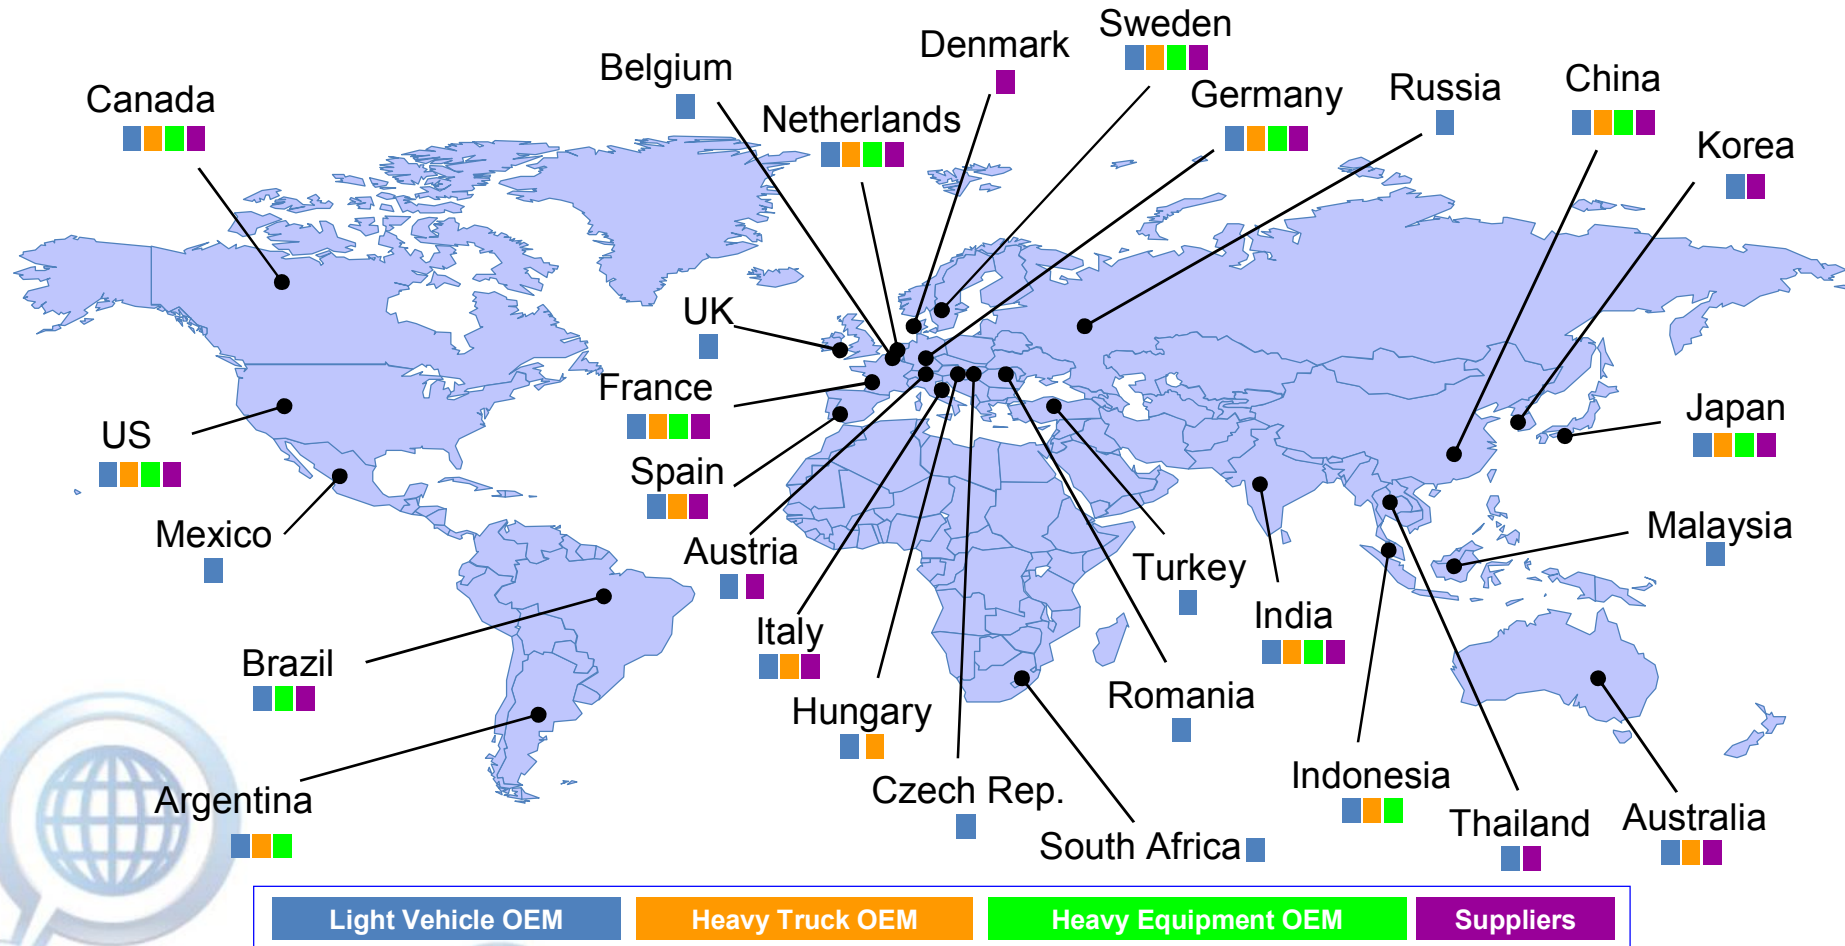 Sweden
Denmark
Belgium
Russia
China
Canada
Germany
Netherlands
Korea
UK
France
Japan
US
Spain
Mexico
Malaysia
Austria
Turkey
India
Italy
Brazil
Romania
Hungary
Indonesia
Czech Rep.
Argentina
Thailand
Australia
South Africa
Light Vehicle OEM
Heavy Truck OEM
Heavy Equipment OEM
Suppliers